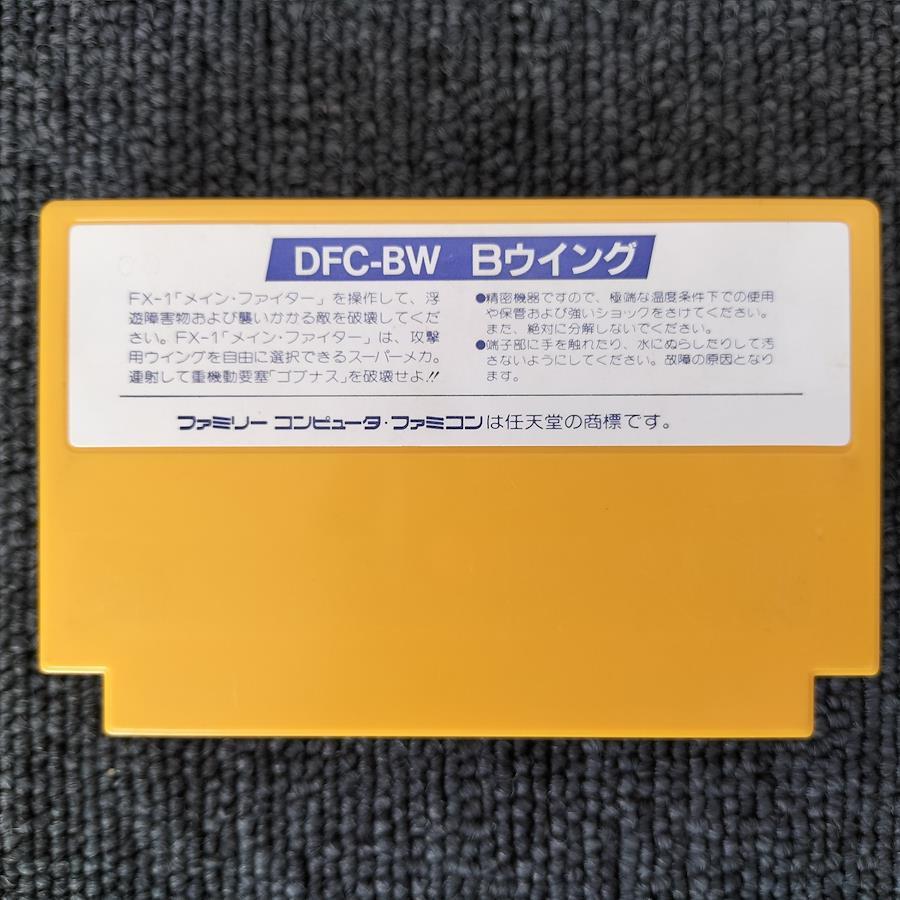 DFC-BW Bウイング
FX-1「メイン・ファイター」を操作して、浮
遊障害物および襲いかかる敵を破壊してくだ
さい。FX-1「メイン・ファイター」は、攻撃
用ウイングを自由に選択できるスーパーメカ。
連射して重機動要塞「ゴブナス」を破壊せよ!!
●精密機器ですので、極端な温度条件下での使用
や保管および強いショックをさけてください。
また、絶対に分解しないでください。
●端子部に手を触れたり、水にぬらしたりして汚
さないようにしてください。故障の原因となり
ます。
ファミリー コンピュータ・ファミコンは任天堂の商標です。